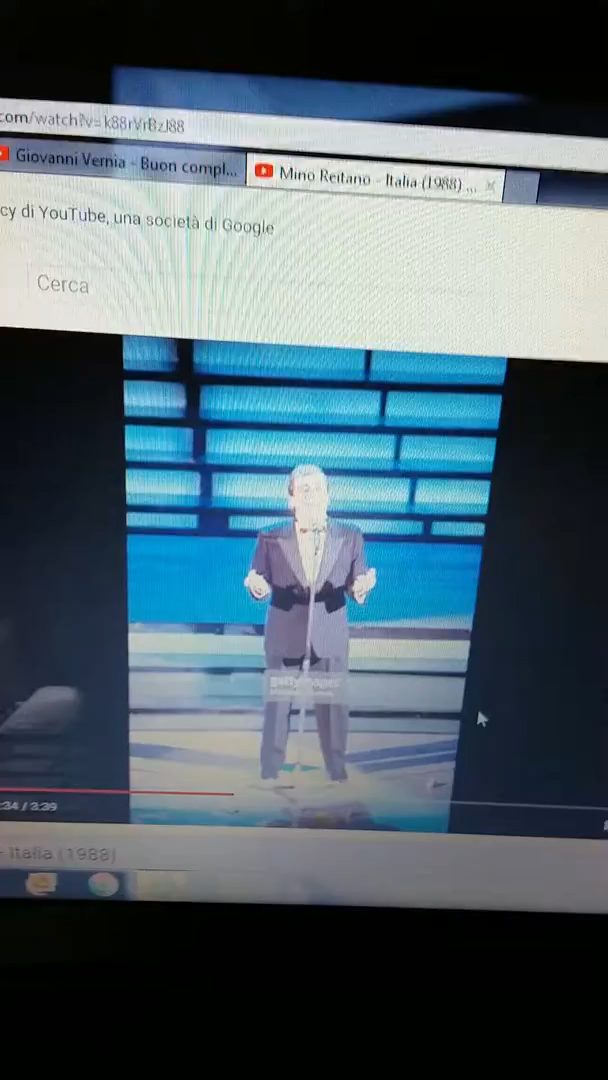 com/watch?v=k88rVrBzJ88
Giovanni Vernia - Buon compl...
Mino Reitano - Italia (1988) ...
cy di YouTube, una società di Google
Cerca
gettyimages
:34 / 2:39
- Italia (1988)